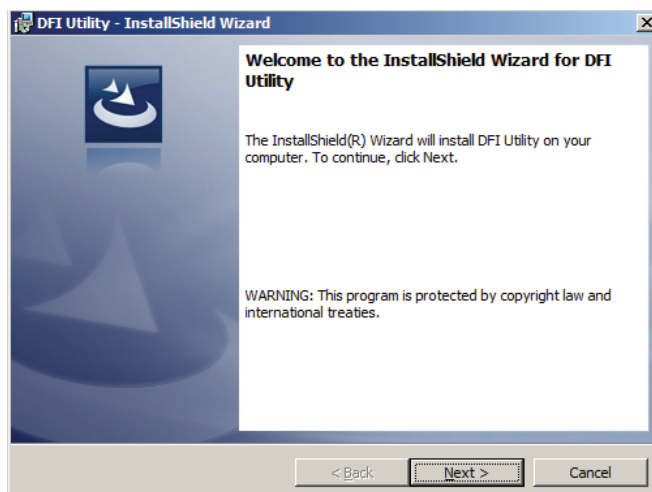 DFI Utility - InstallShield Wizard
Welcome to the InstallShield Wizard for DFI
Utility
The InstallShield(R) Wizard will install DFI Utility on your
computer. To continue, click Next.
WARNING: This program is protected by copyright law and
international treaties.
< Back
Next >
Cancel